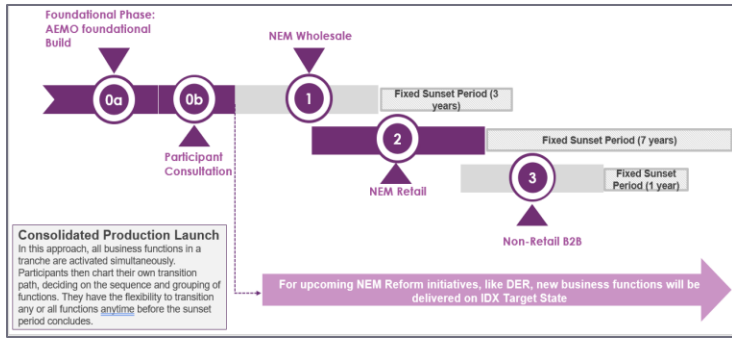 Foundational Phase:
AEMO foundational
Build
NEM Wholesale
0a
0b
1
Fixed Sunset Period (3
years)
2
Fixed Sunset Period (7 years)
Participant
Consultation
NEM Retail
3
Fixed Sunset
Period (1 year)
Non-Retail B2B
Consolidated Production Launch
In this approach, all business functions in a
tranche are activated simultaneously.
Participants then chart their own transition
path, deciding on the sequence and grouping of
functions. They have the flexibility to transition
any or all functions anytime before the sunset
period concludes.
For upcoming NEM Reform initiatives, like DER, new business functions will be
delivered on IDX Target State